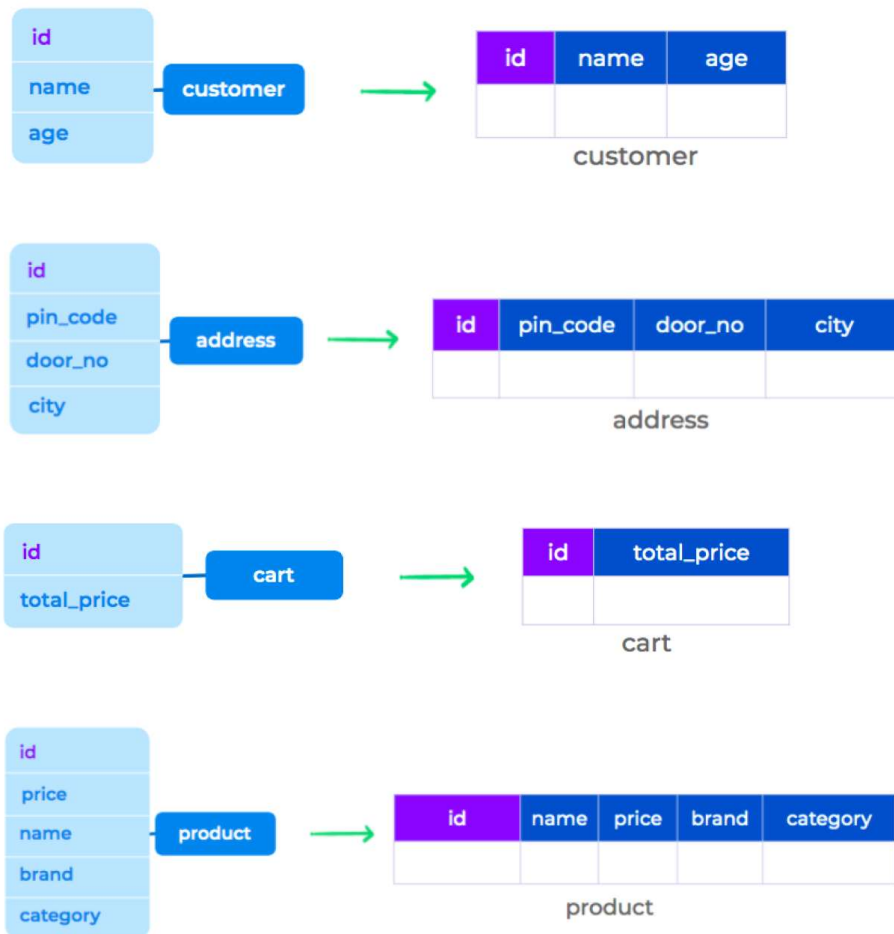 id
name
age
customer
id name age
customer
id
pin_code
door_no
city
address
id pin_code door_no city
address
id
total_price
cart
id total_price
cart
id
price
name
brand
category
product
id name price brand category
product